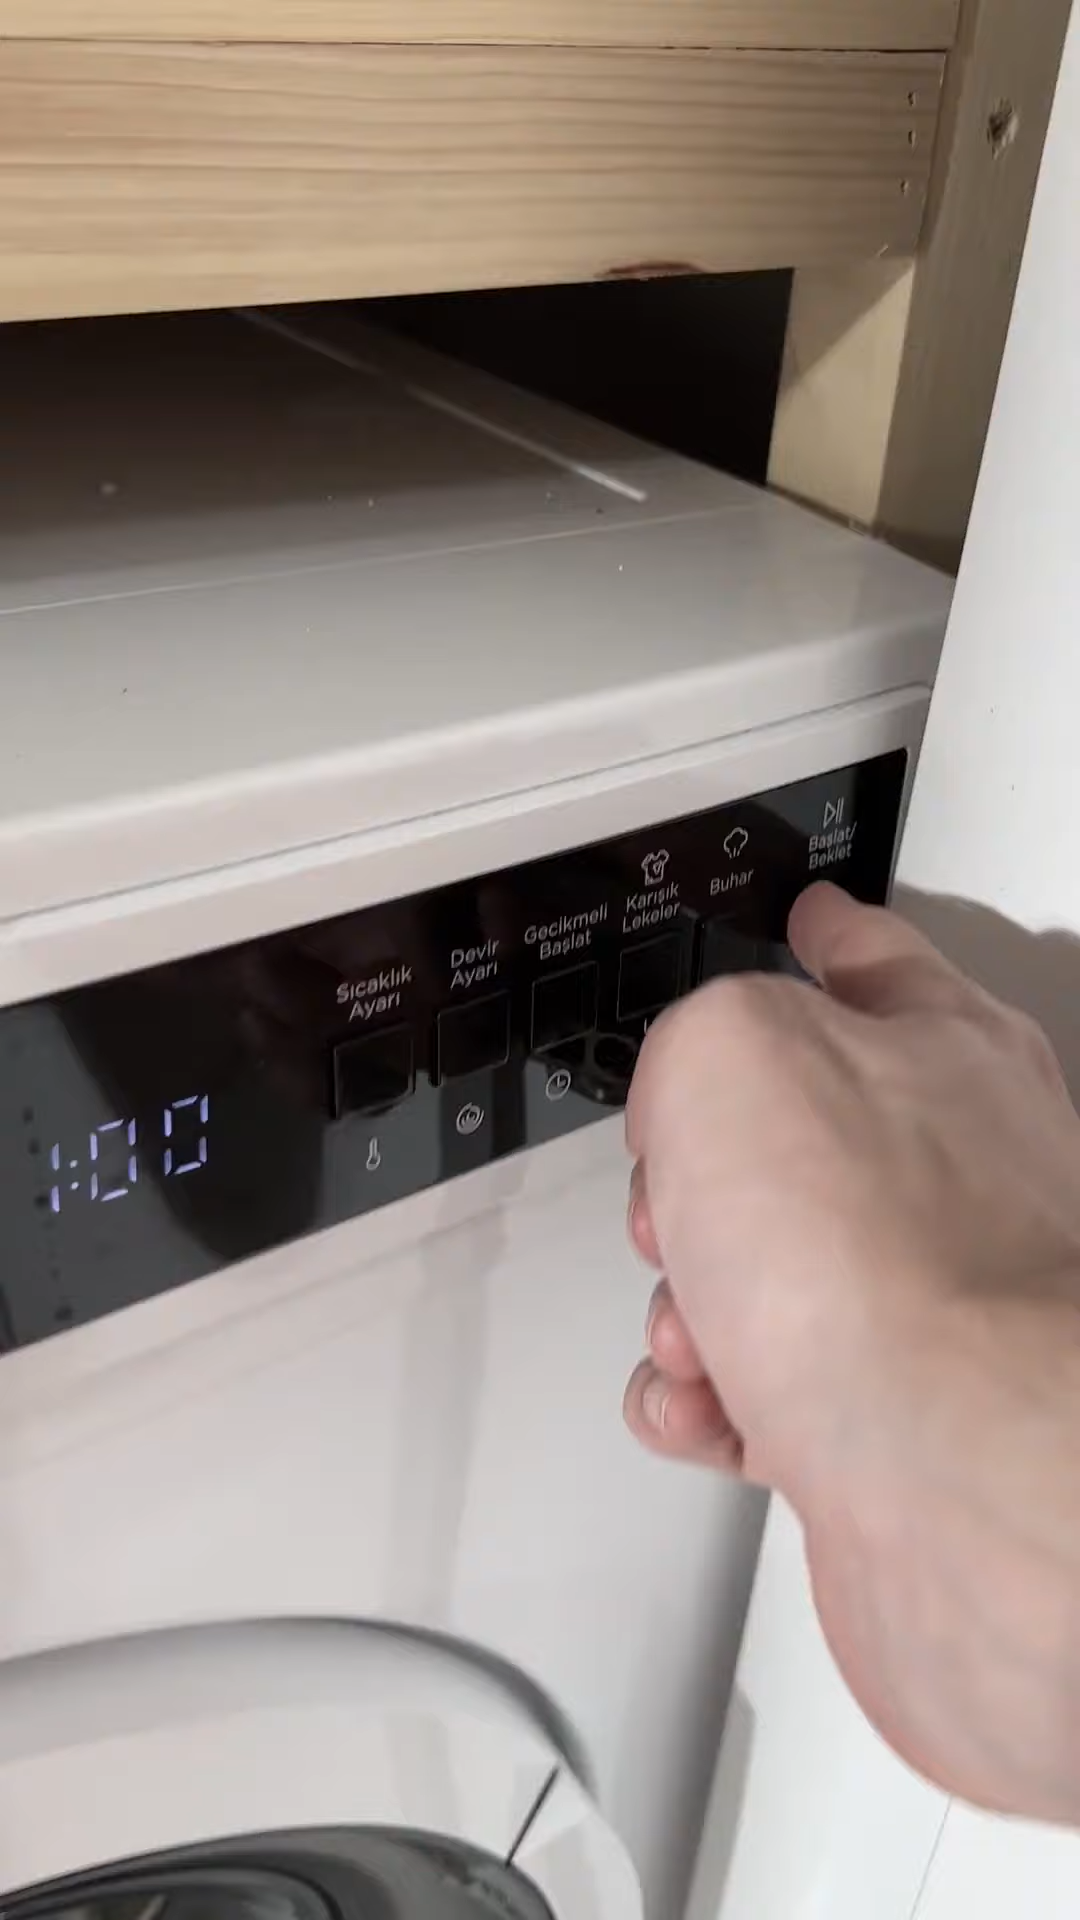 1:00
Sıcaklık
Ayarı
Devir
Ayarı
Gecikmeli
Başlat
Karışık
Lekeler
Buhar
Başlat/
Beklet